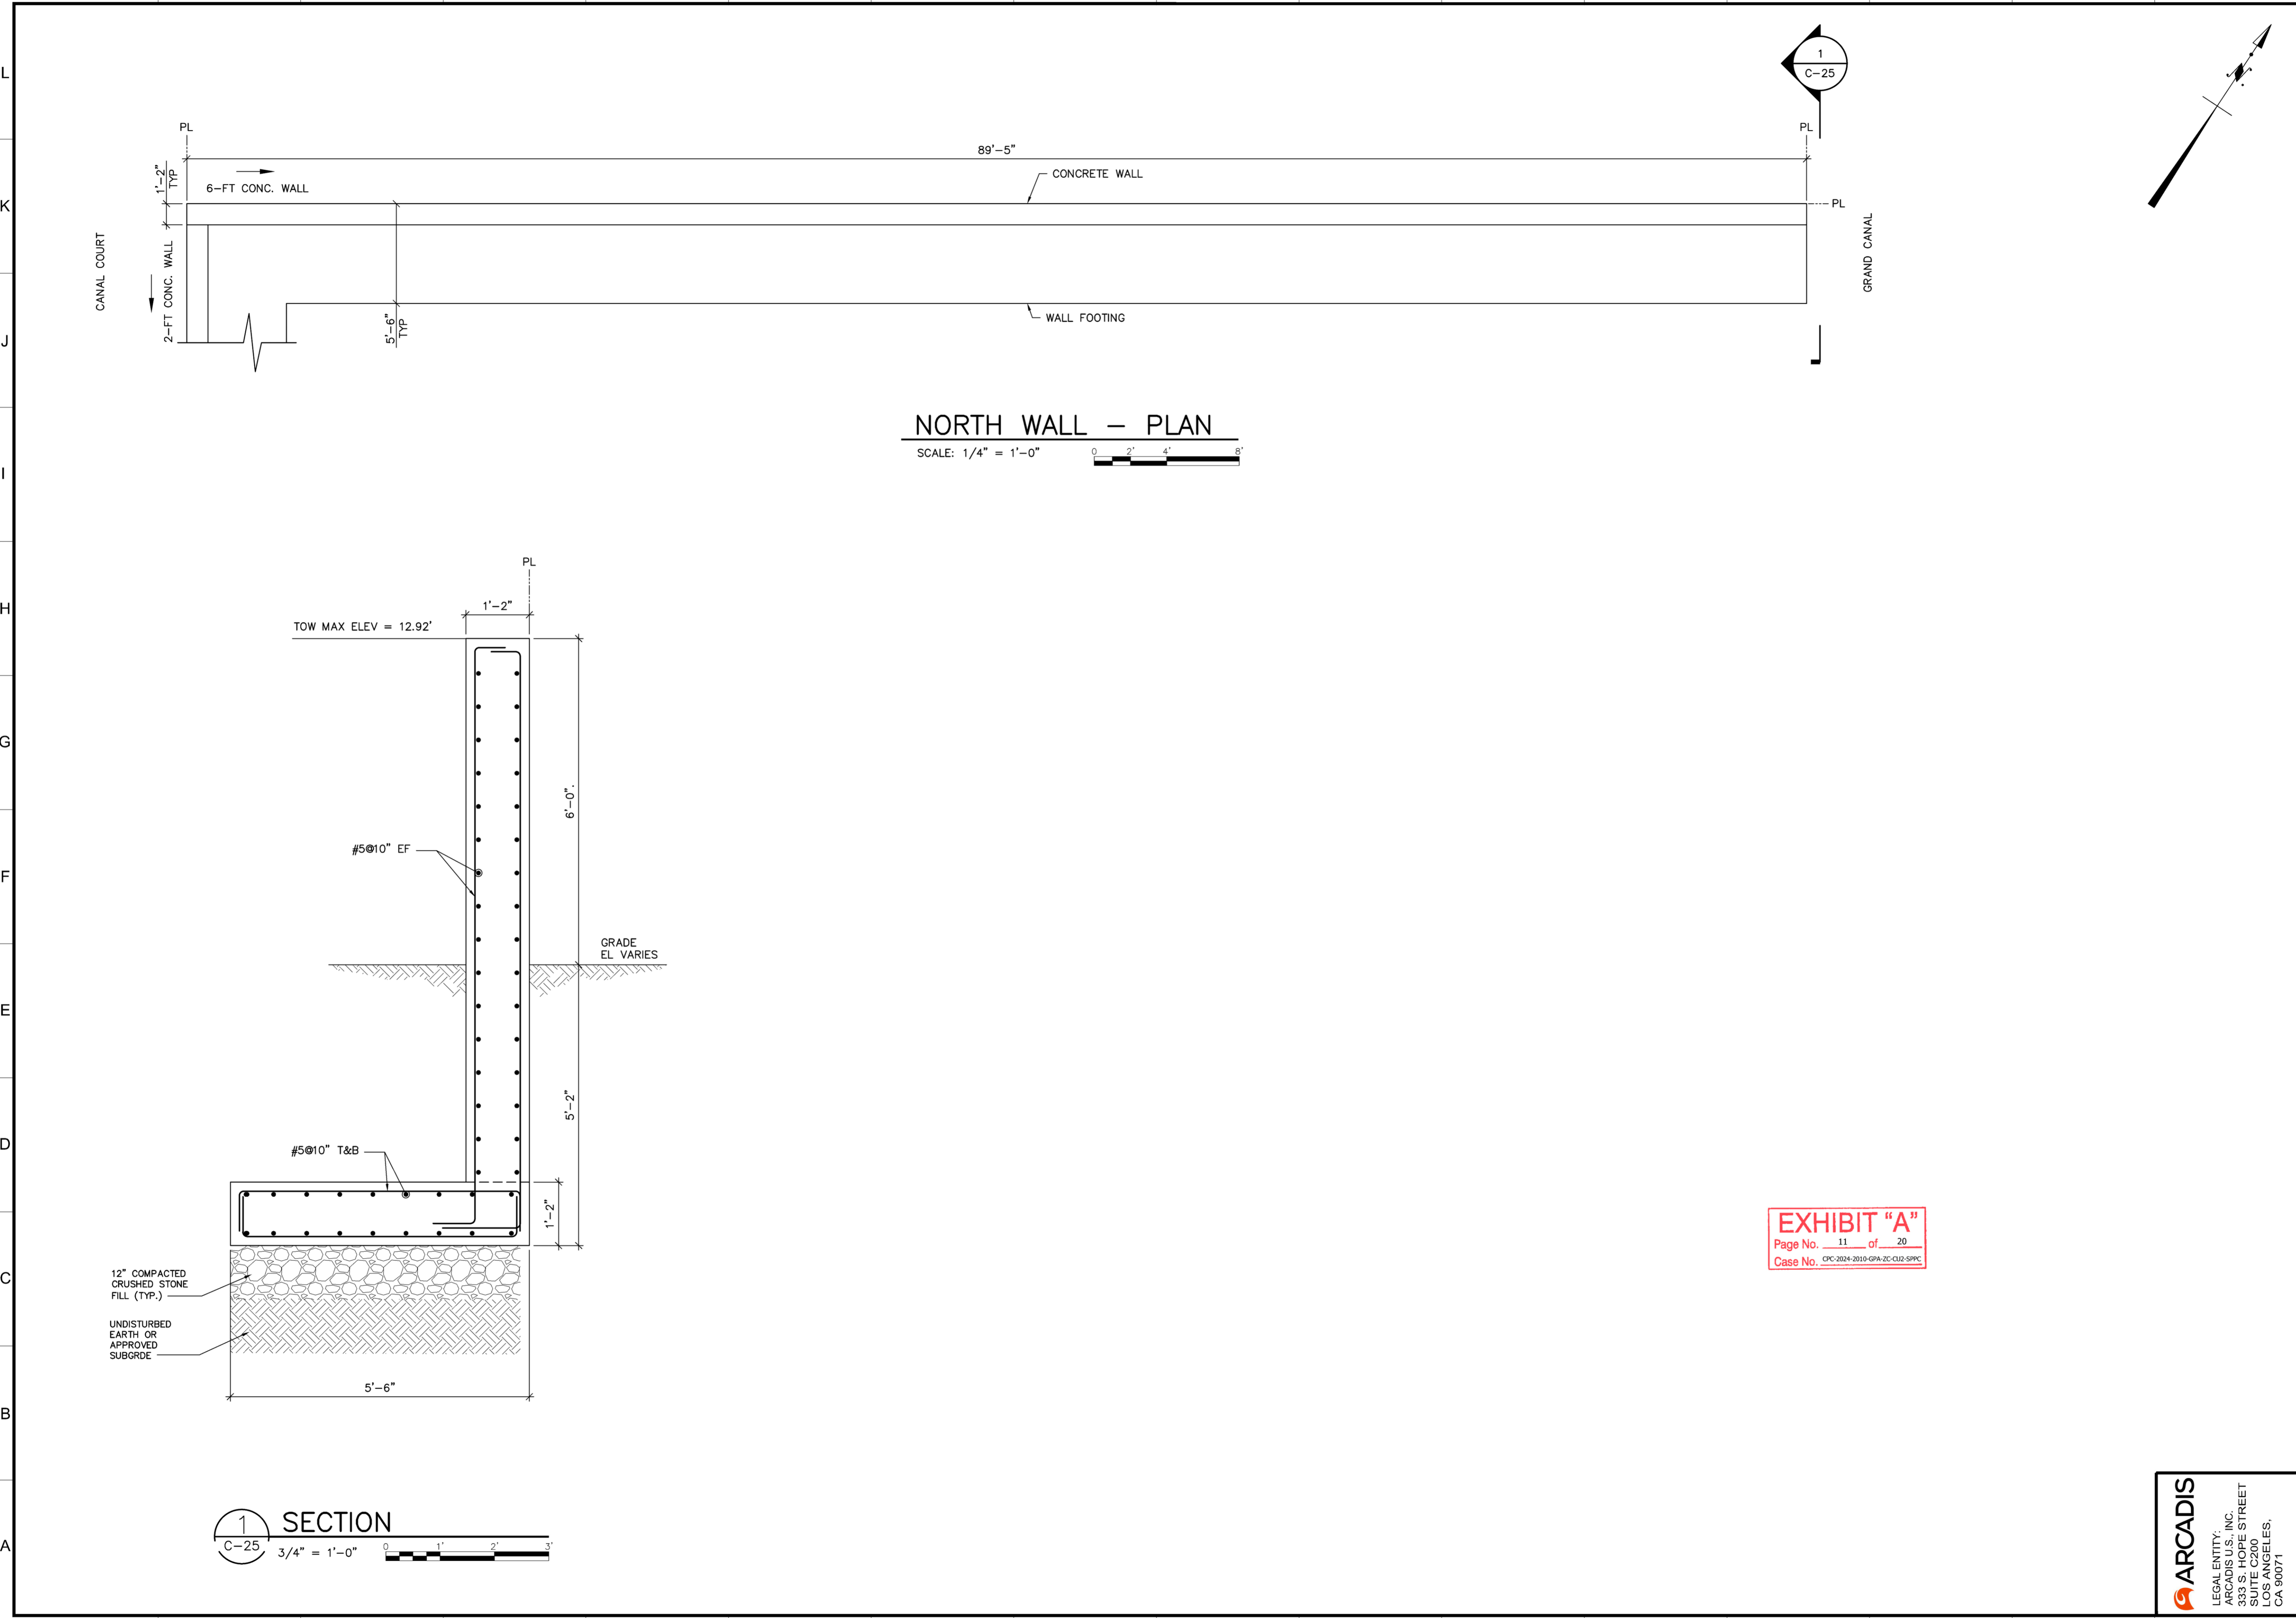 L
K
J
I
H
G
F
E
D
C
B
A
1
C-25
PL
PL
89'-5"
1'-2"
TYP
6-FT CONC. WALL
CONCRETE WALL
PL
CANAL COURT
2-FT CONC. WALL
GRAND CANAL
5'-6"
TYP
WALL FOOTING
NORTH WALL - PLAN
SCALE: 1/4" = 1'-0"
0 2' 4' 8'
PL
1'-2"
TOW MAX ELEV = 12.92'
6'-0".
#5@10" EF
GRADE
EL VARIES
5'-2"
#5@10" T&B
1'-2"
12" COMPACTED
CRUSHED STONE
FILL (TYP.)
UNDISTURBED
EARTH OR
APPROVED
SUBGRDE
5'-6"
1
C-25
SECTION
3/4" = 1'-0"
0 1' 2' 3'
EXHIBIT “A”
Page No. 11 of 20
Case No. CPC-2024-2010-GPA-ZC-CU2-SPPC
ARCADIS
LEGAL ENTITY:
ARCADIS U.S., INC.
333 S. HOPE STREET
SUITE C200
LOS ANGELES,
CA 90071